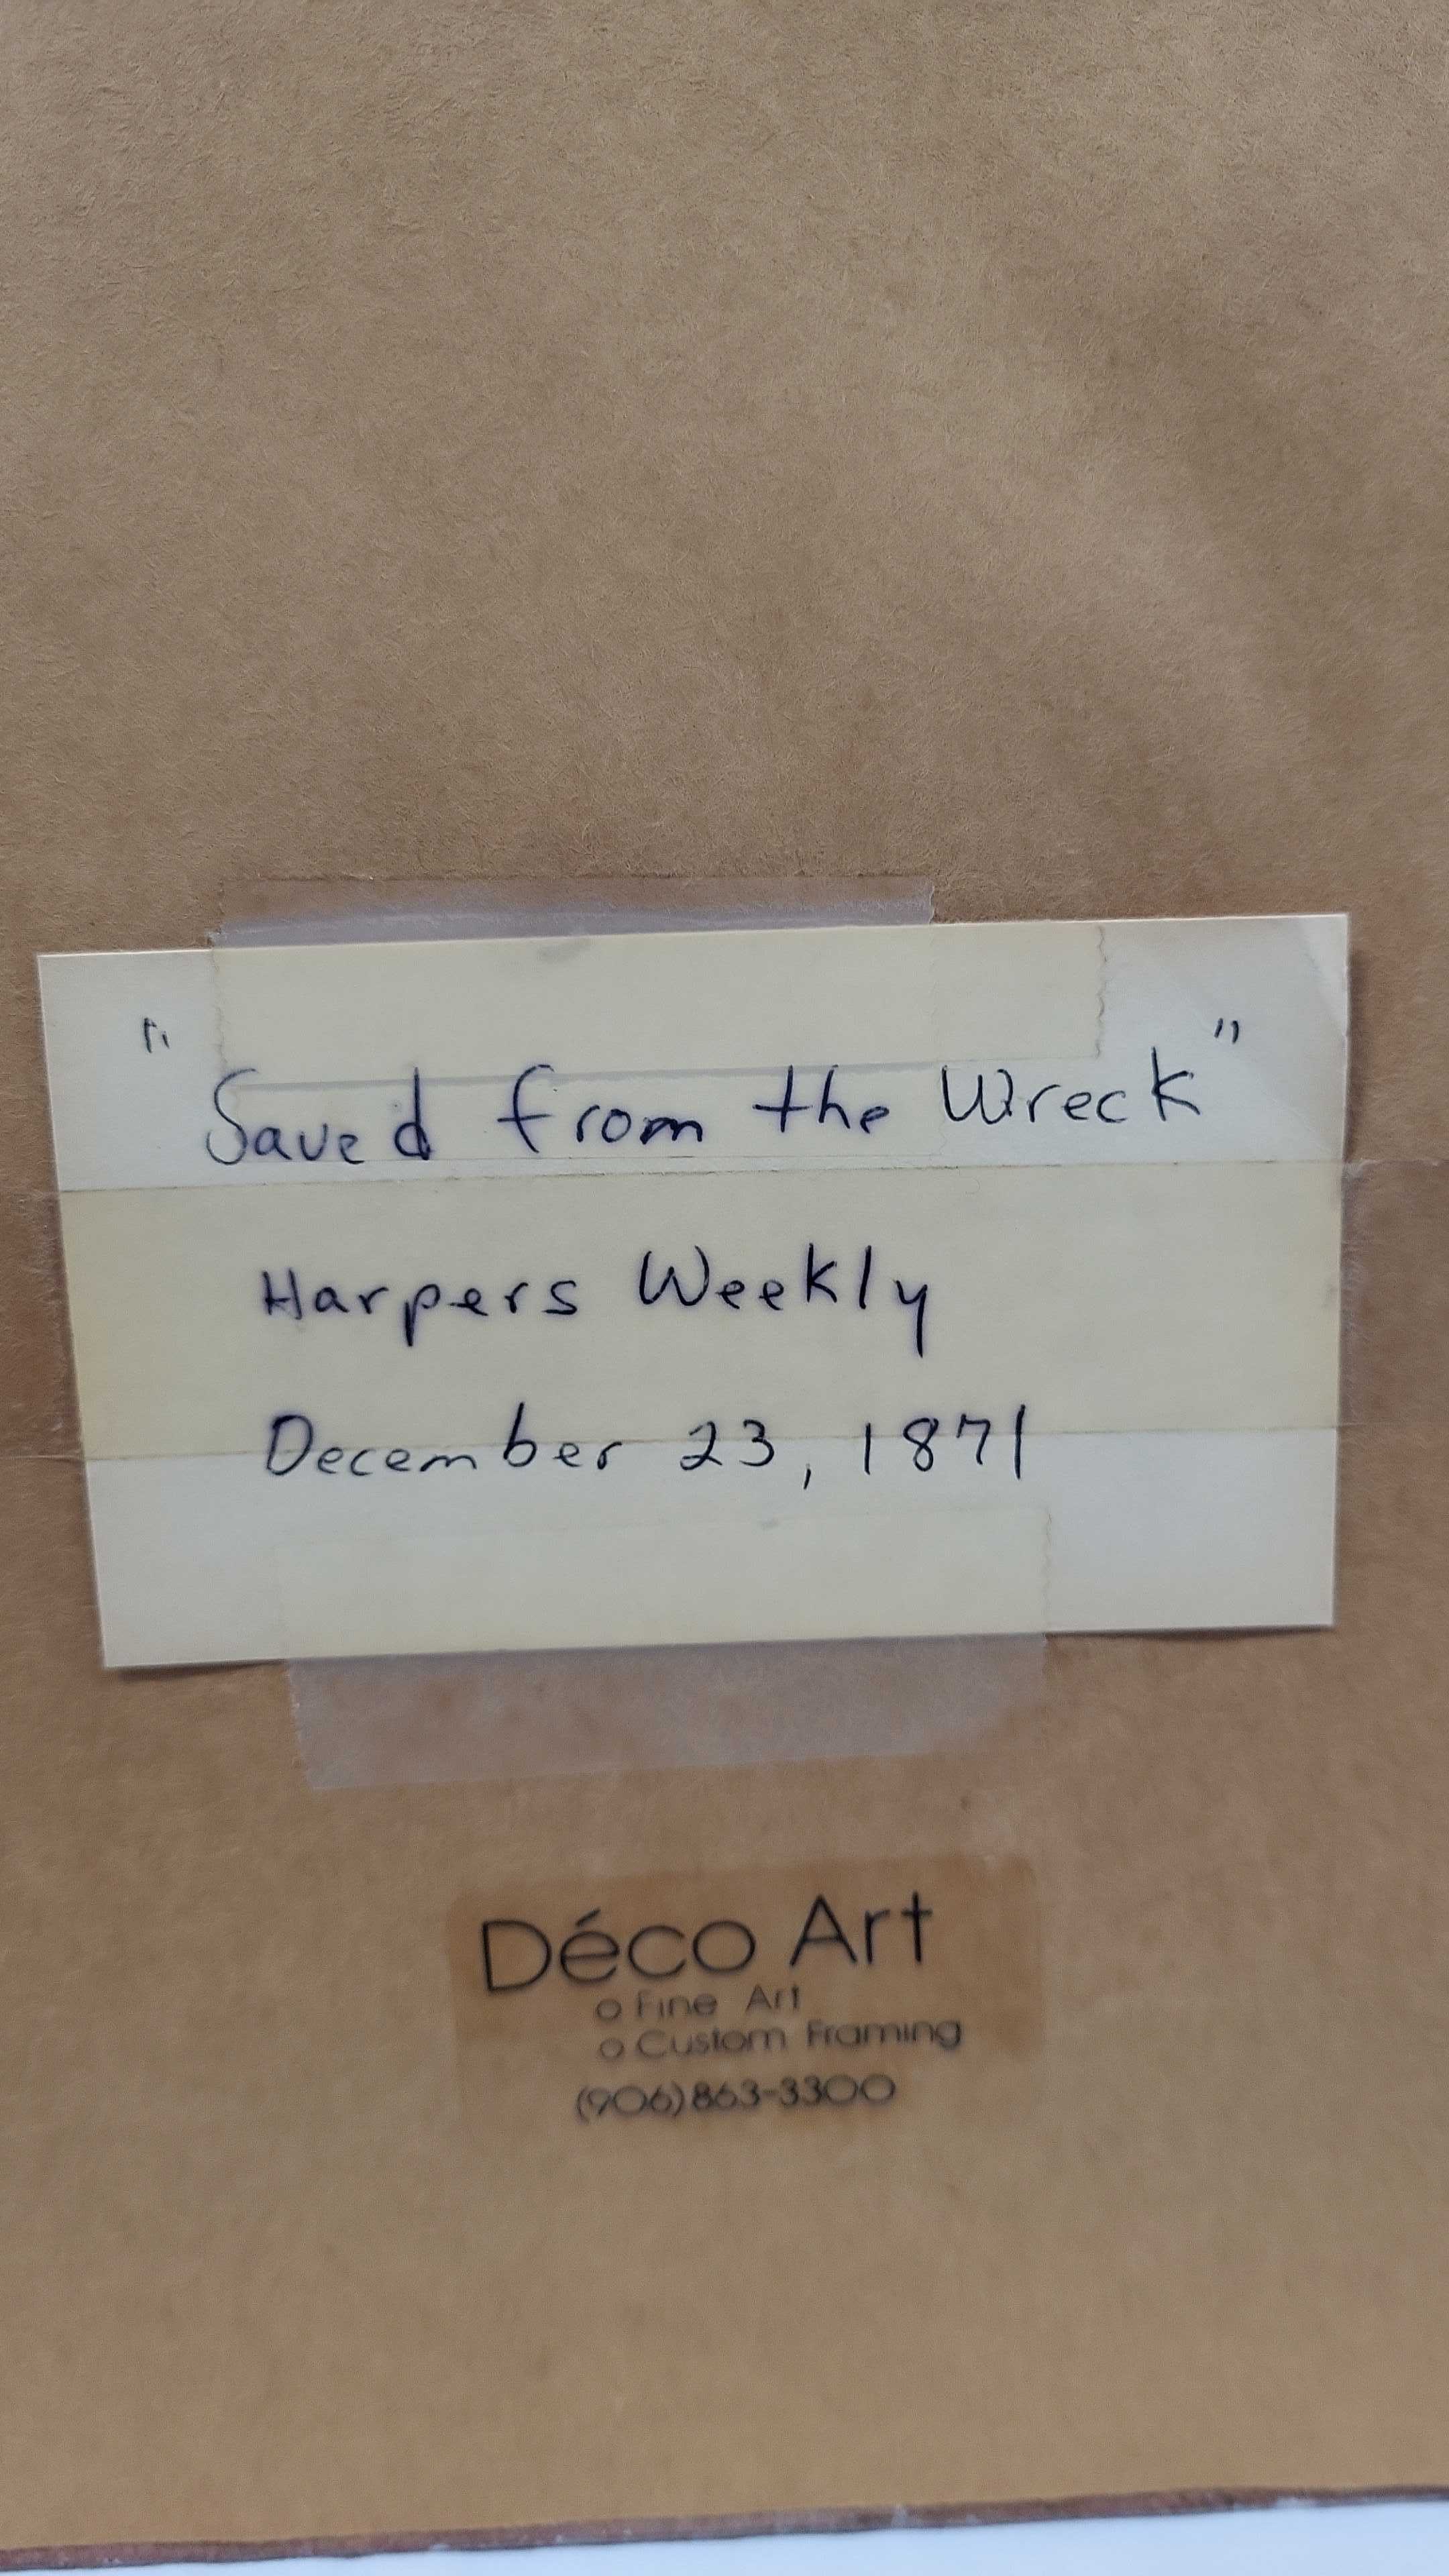 "Saved from the Wreck"
Harpers Weekly
December 23, 1871
Déco Art
o Fine Art
o Custom Framing
(906)863-3300